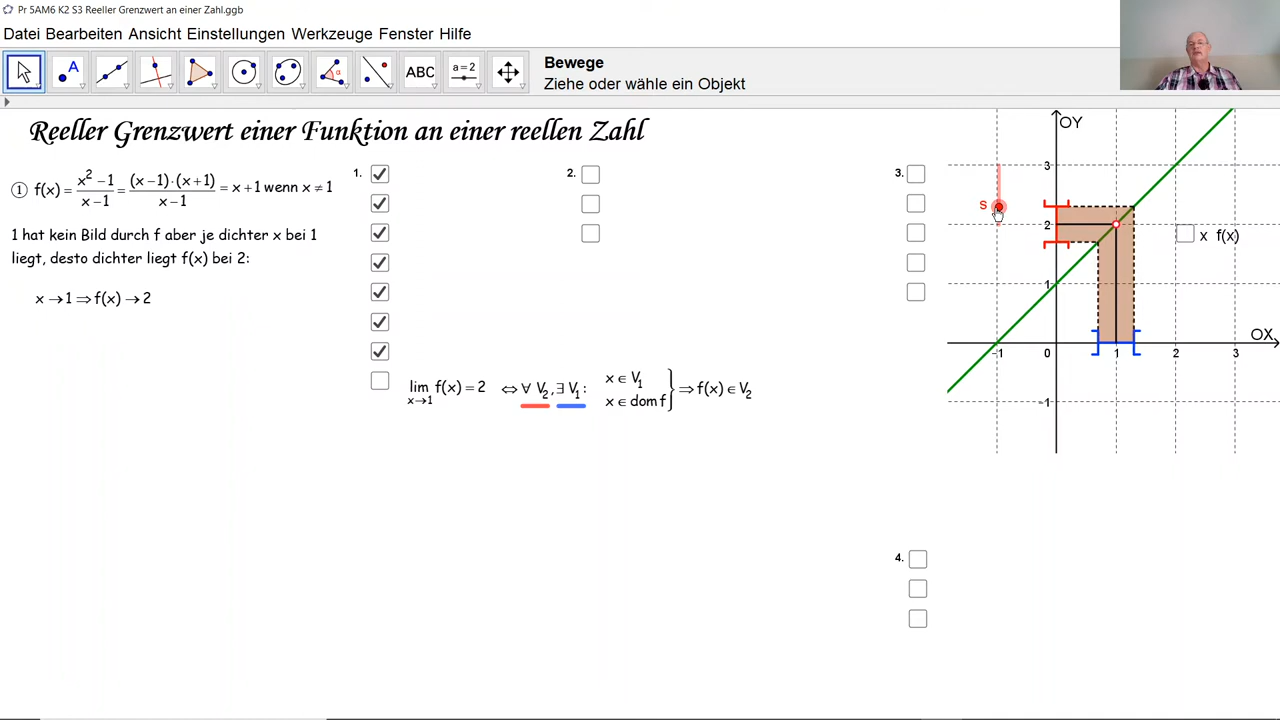 Pr 5AM6 K2 S3 Reeller Grenzwert an einer Zahl.ggb
Datei Bearbeiten Ansicht Einstellungen Werkzeuge Fenster Hilfe
A
α
ABC
a=2
Bewege
Ziehe oder wähle ein Objekt
Reeller Grenzwert einer Funktion an einer reellen Zahl
① f(x) = (x² − 1)/(x − 1) = ((x − 1)·(x + 1))/(x − 1) = x + 1 wenn x ≠ 1
1 hat kein Bild durch f aber je dichter x bei 1
liegt, desto dichter liegt f(x) bei 2:
x → 1 ⇒ f(x) → 2
1.
2.
3.
lim x→1 f(x) = 2 ⇔ ∀ V₂, ∃ V₁: x ∈ V₁ x ∈ dom f } ⇒ f(x) ∈ V₂
4.
OY
3
s
2
x f(x)
1
OX
−1 0 1 2 3
−1